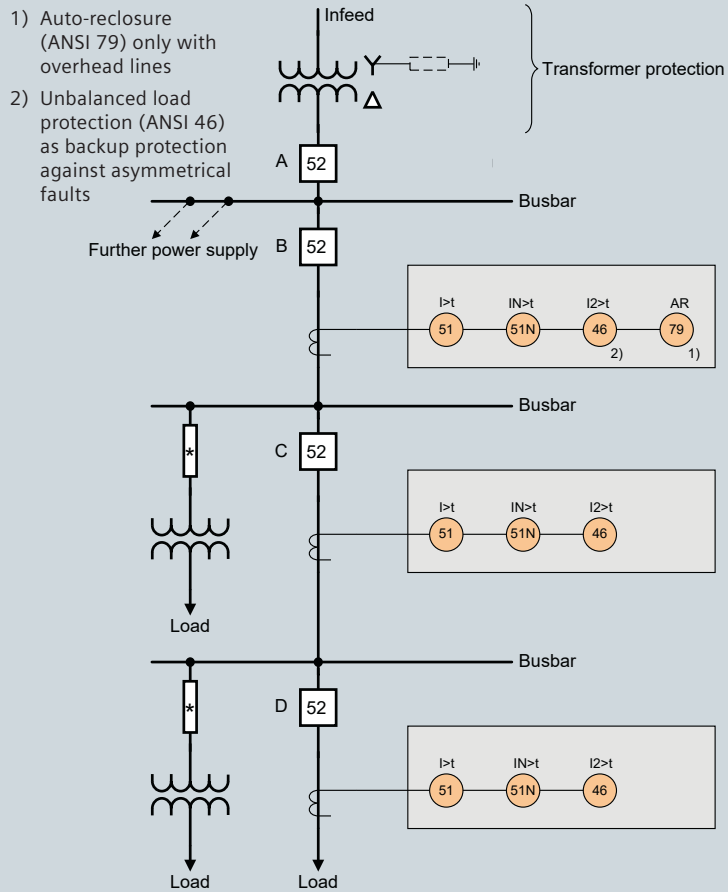 1) Auto-reclosure
(ANSI 79) only with
overhead lines
2) Unbalanced load
protection (ANSI 46)
as backup protection
against asymmetrical
faults
Infeed
Transformer protection
A
52
Busbar
Further power supply
B
52
I>t
IN>t
I2>t
AR
51
51N
46
79
2)
1)
Busbar
*
C
52
I>t
IN>t
I2>t
51
51N
46
Load
Busbar
*
D
52
I>t
IN>t
I2>t
51
51N
46
Load
Load